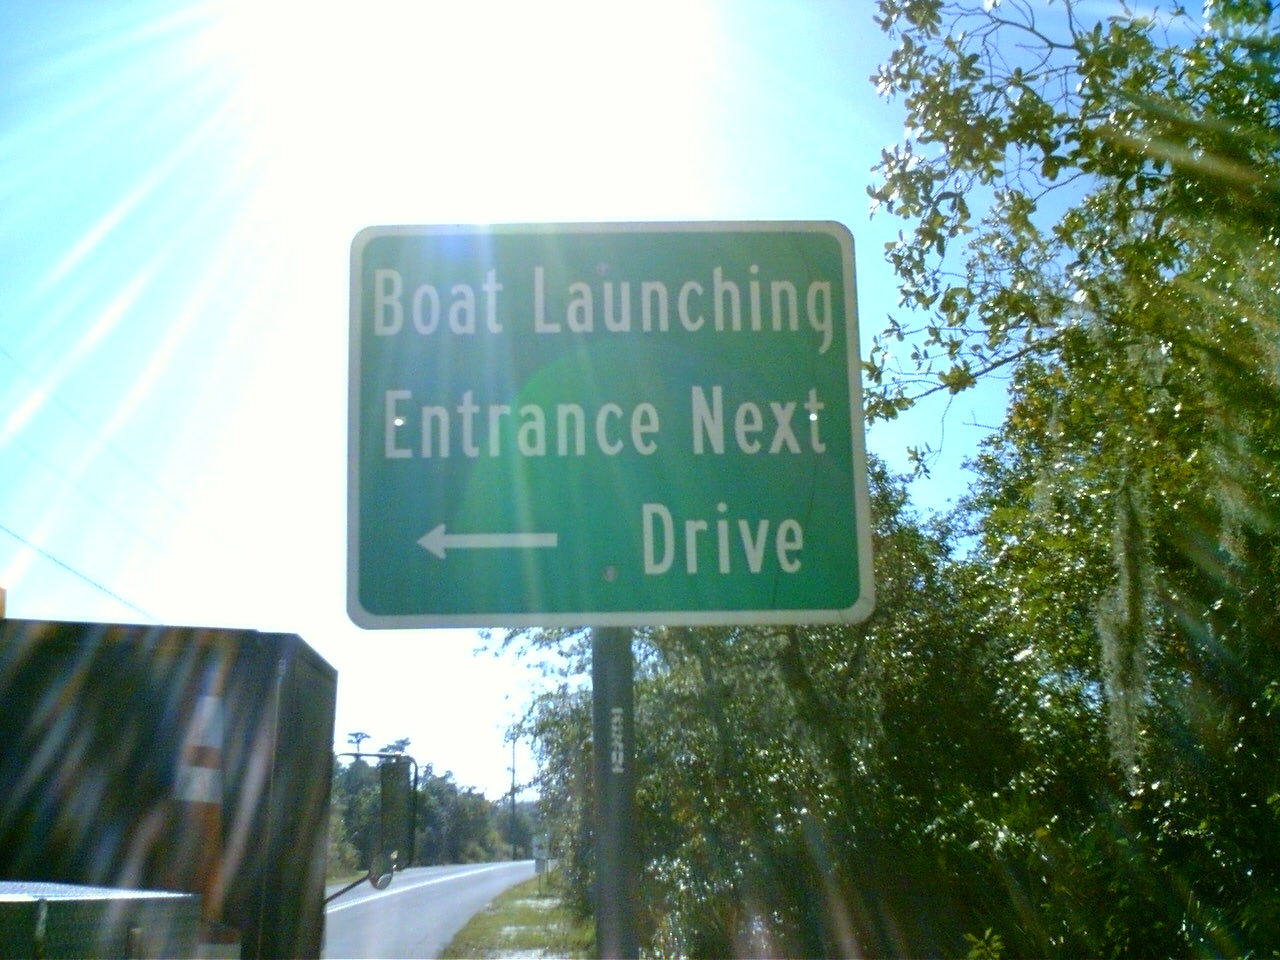 Boat Launching
Entrance Next
Drive